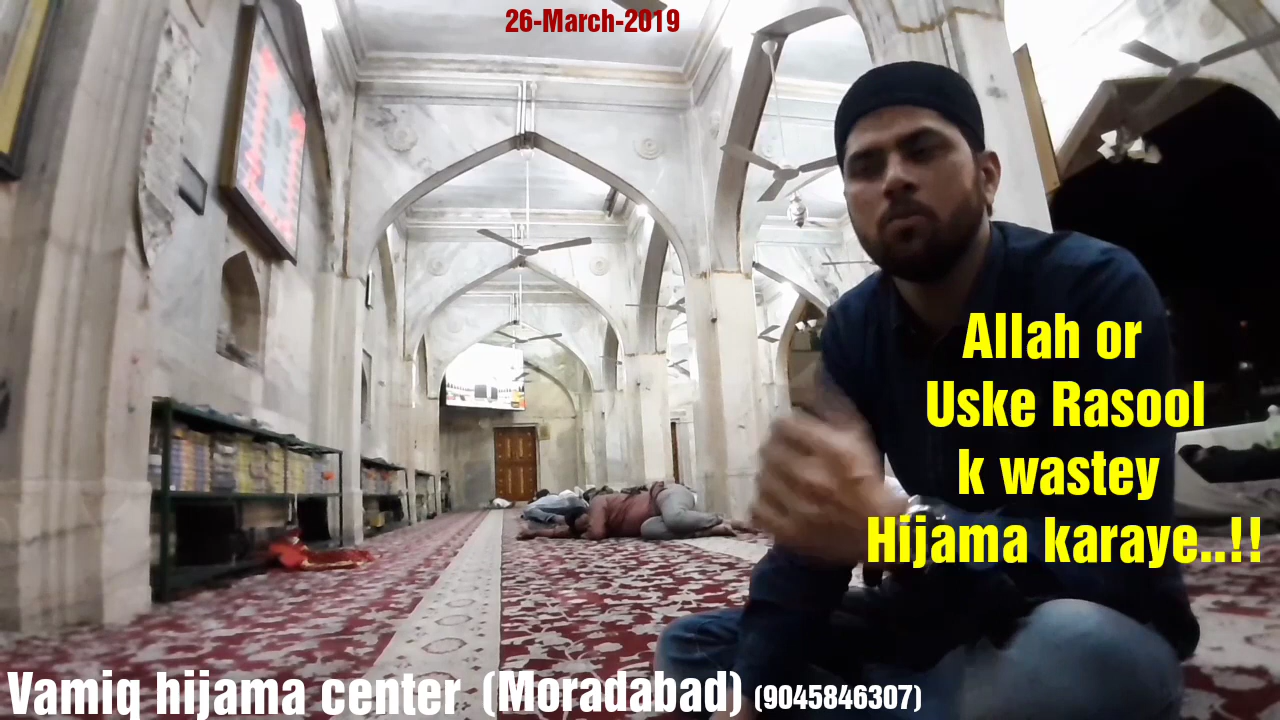 26-March-2019
Allah or
Uske Rasool
k wastey
Hijama karaye..!!
Vamiq hijama center (Moradabad) (9045846307)